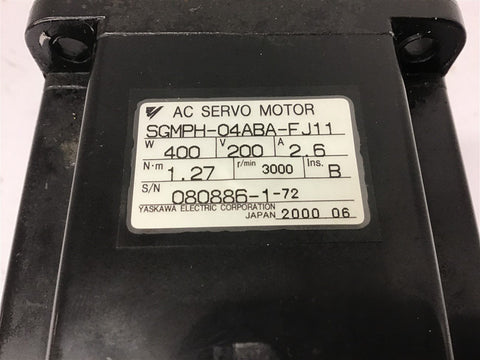 AC SERVO MOTOR
SGMPH-04ABA-FJ11
W 400 V 200 A 2.6
N·m 1.27 r/min 3000 Ins. B
S/N 080886-1-72
YASKAWA ELECTRIC CORPORATION
JAPAN 2000 06